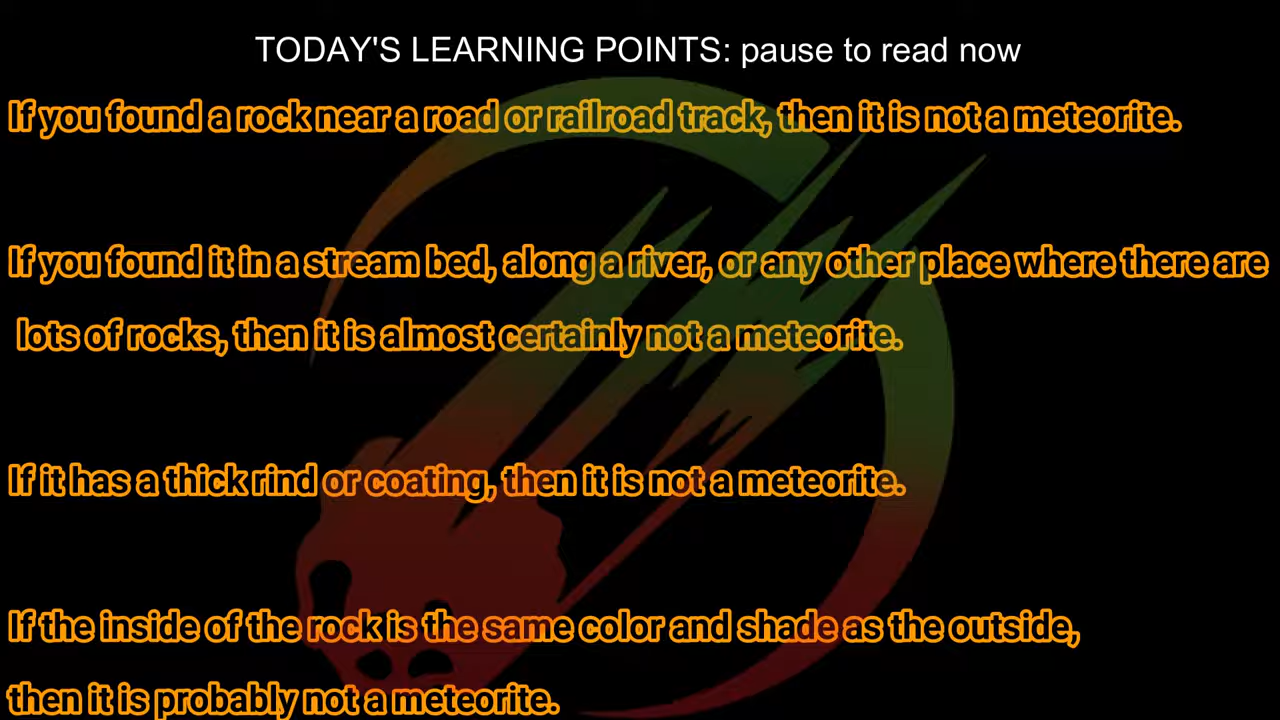 TODAY'S LEARNING POINTS: pause to read now
If you found a rock near a road or railroad track, then it is not a meteorite.
If you found it in a stream bed, along a river, or any other place where there are
lots of rocks, then it is almost certainly not a meteorite.
If it has a thick rind or coating, then it is not a meteorite.
If the inside of the rock is the same color and shade as the outside,
then it is probably not a meteorite.